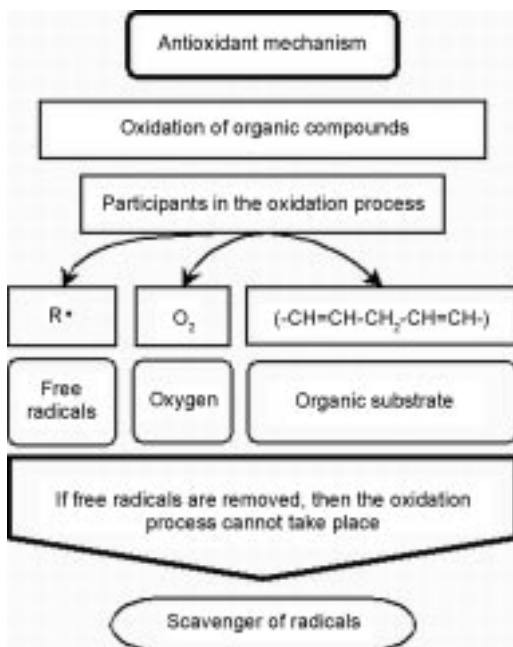 Antioxidant mechanism
Oxidation of organic compounds
Participants in the oxidation process
R•
O₂
(-CH=CH-CH₂-CH=CH-)
Free
radicals
Oxygen
Organic substrate
If free radicals are removed, then the oxidation
process cannot take place
Scavenger of radicals